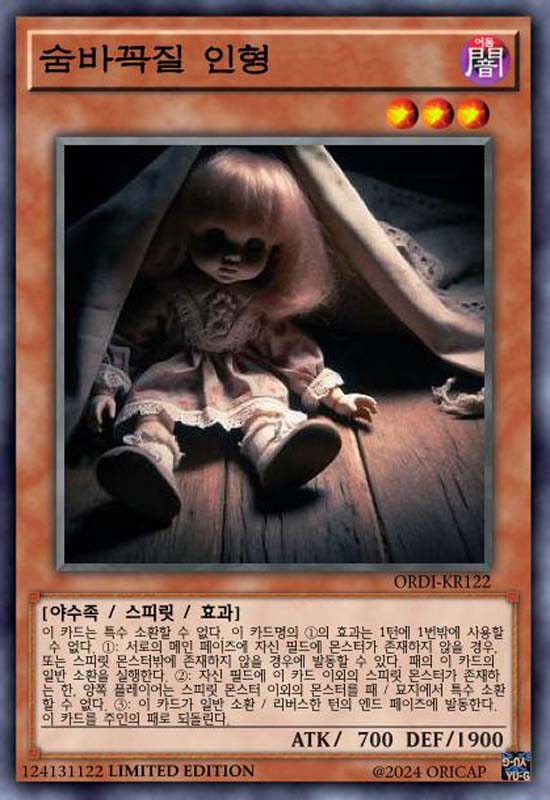 숨바꼭질 인형
어둠
闇
ORDI-KR122
[야수족 / 스피릿 / 효과]
이 카드는 특수 소환할 수 없다. 이 카드명의 ①의 효과는 1턴에 1번밖에 사용할
수 없다. ①: 서로의 메인 페이즈에 자신 필드에 몬스터가 존재하지 않을 경우,
또는 스피릿 몬스터밖에 존재하지 않을 경우에 발동할 수 있다. 패의 이 카드의
일반 소환을 실행한다. ②: 자신 필드에 이 카드 이외의 스피릿 몬스터가 존재하
는 한, 양쪽 플레이어는 스피릿 몬스터 이외의 몬스터를 패 / 묘지에서 특수 소환
할 수 없다. ③: 이 카드가 일반 소환 / 리버스한 턴의 엔드 페이즈에 발동한다.
이 카드를 주인의 패로 되돌린다.
ATK/ 700 DEF/1900
124131122 LIMITED EDITION
©2024 ORICAP
YU-G
YU-G